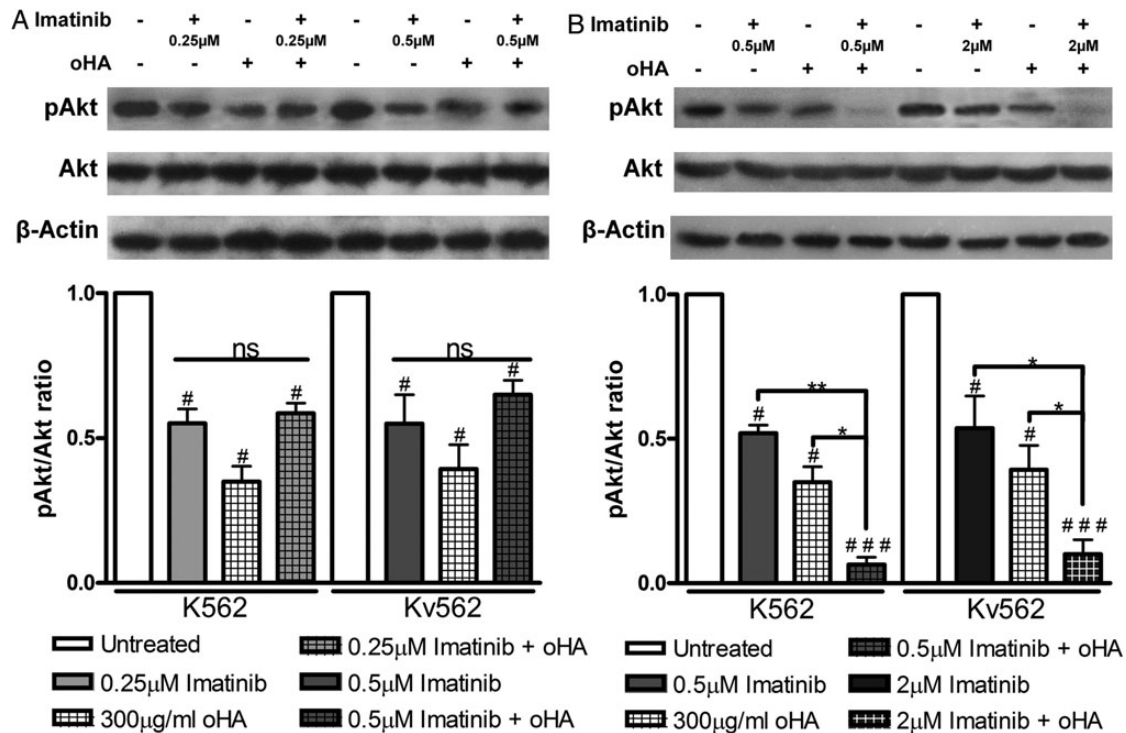 A Imatinib - + - + - + - +
0.25µM 0.25µM 0.5µM 0.5µM
oHA - - + + - - + +
pAkt
Akt
β-Actin
pAkt/Akt ratio
1.0
0.5
0.0
ns ns
# # # # # #
K562 Kv562
Untreated
0.25µM Imatinib
300µg/ml oHA
0.25µM Imatinib + oHA
0.5µM Imatinib
0.5µM Imatinib + oHA
B Imatinib - + - + - + - +
0.5µM 0.5µM 2µM 2µM
oHA - - + + - - + +
pAkt
Akt
β-Actin
pAkt/Akt ratio
1.0
0.5
0.0
** *
# * # # * #
# # # # # #
K562 Kv562
Untreated
0.5µM Imatinib
300µg/ml oHA
0.5µM Imatinib + oHA
2µM Imatinib
2µM Imatinib + oHA